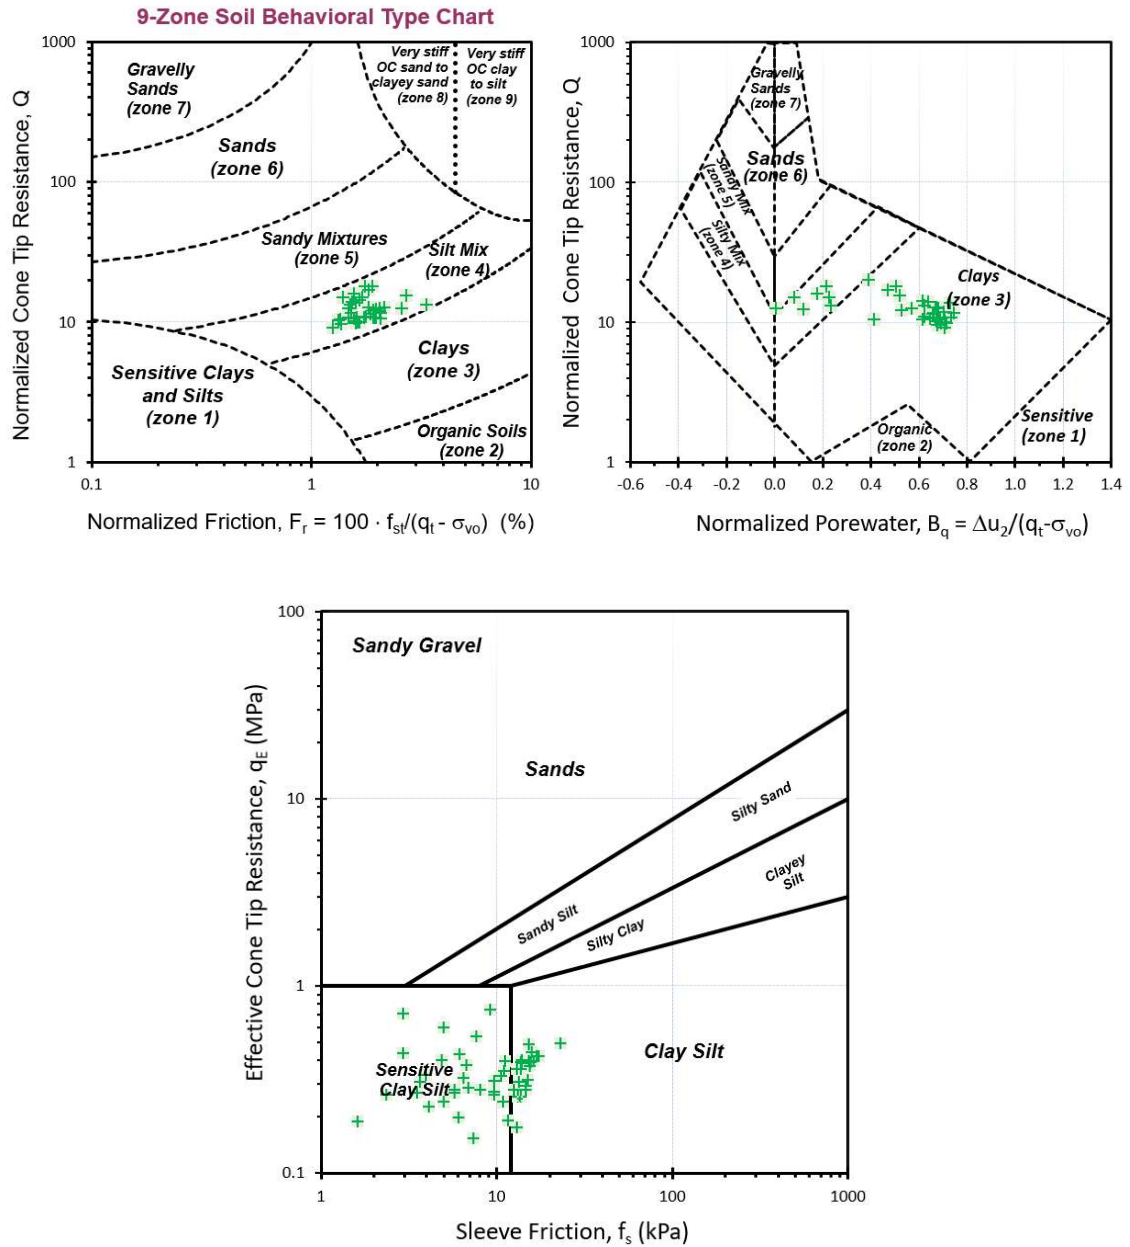 9-Zone Soil Behavioral Type Chart
Normalized Cone Tip Resistance, Q
1000
100
10
1
Gravelly
Sands
(zone 7)
Very stiff
OC sand to
clayey sand
(zone 8)
Very stiff
OC clay
to silt
(zone 9)
Sands
(zone 6)
Sandy Mixtures
(zone 5)
Silt Mix
(zone 4)
Clays
(zone 3)
Sensitive Clays
and Silts
(zone 1)
Organic Soils
(zone 2)
0.1
1
10
Normalized Friction, Fr = 100 · fst/(qt - σvo) (%)
Normalized Cone Tip Resistance, Q
1000
100
10
1
Gravelly
Sands
(zone 7)
Sands
(zone 6)
Sandy Mix
(zone 5)
Silty Mix
(zone 4)
Clays
(zone 3)
Organic
(zone 2)
Sensitive
(zone 1)
-0.6 -0.4 -0.2 0.0 0.2 0.4 0.6 0.8 1.0 1.2 1.4
Normalized Porewater, Bq = Δu2/(qt-σvo)
Effective Cone Tip Resistance, qE (MPa)
100
10
1
0.1
Sandy Gravel
Sands
Silty Sand
Clayey
Silt
Sandy Silt
Silty Clay
Sensitive
Clay Silt
Clay Silt
1 10 100 1000
Sleeve Friction, fs (kPa)